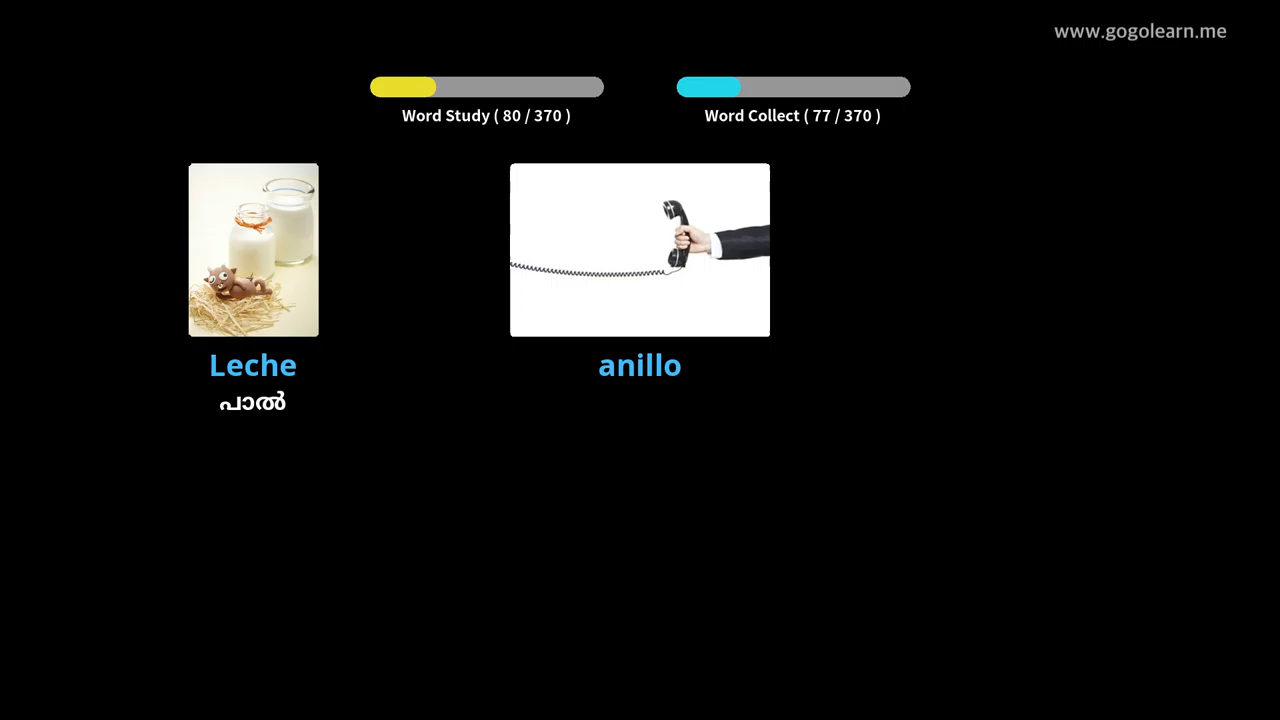 www.gogolearn.me
Word Study ( 80 / 370 )
Word Collect ( 77 / 370 )
Leche
anillo
പാൽ